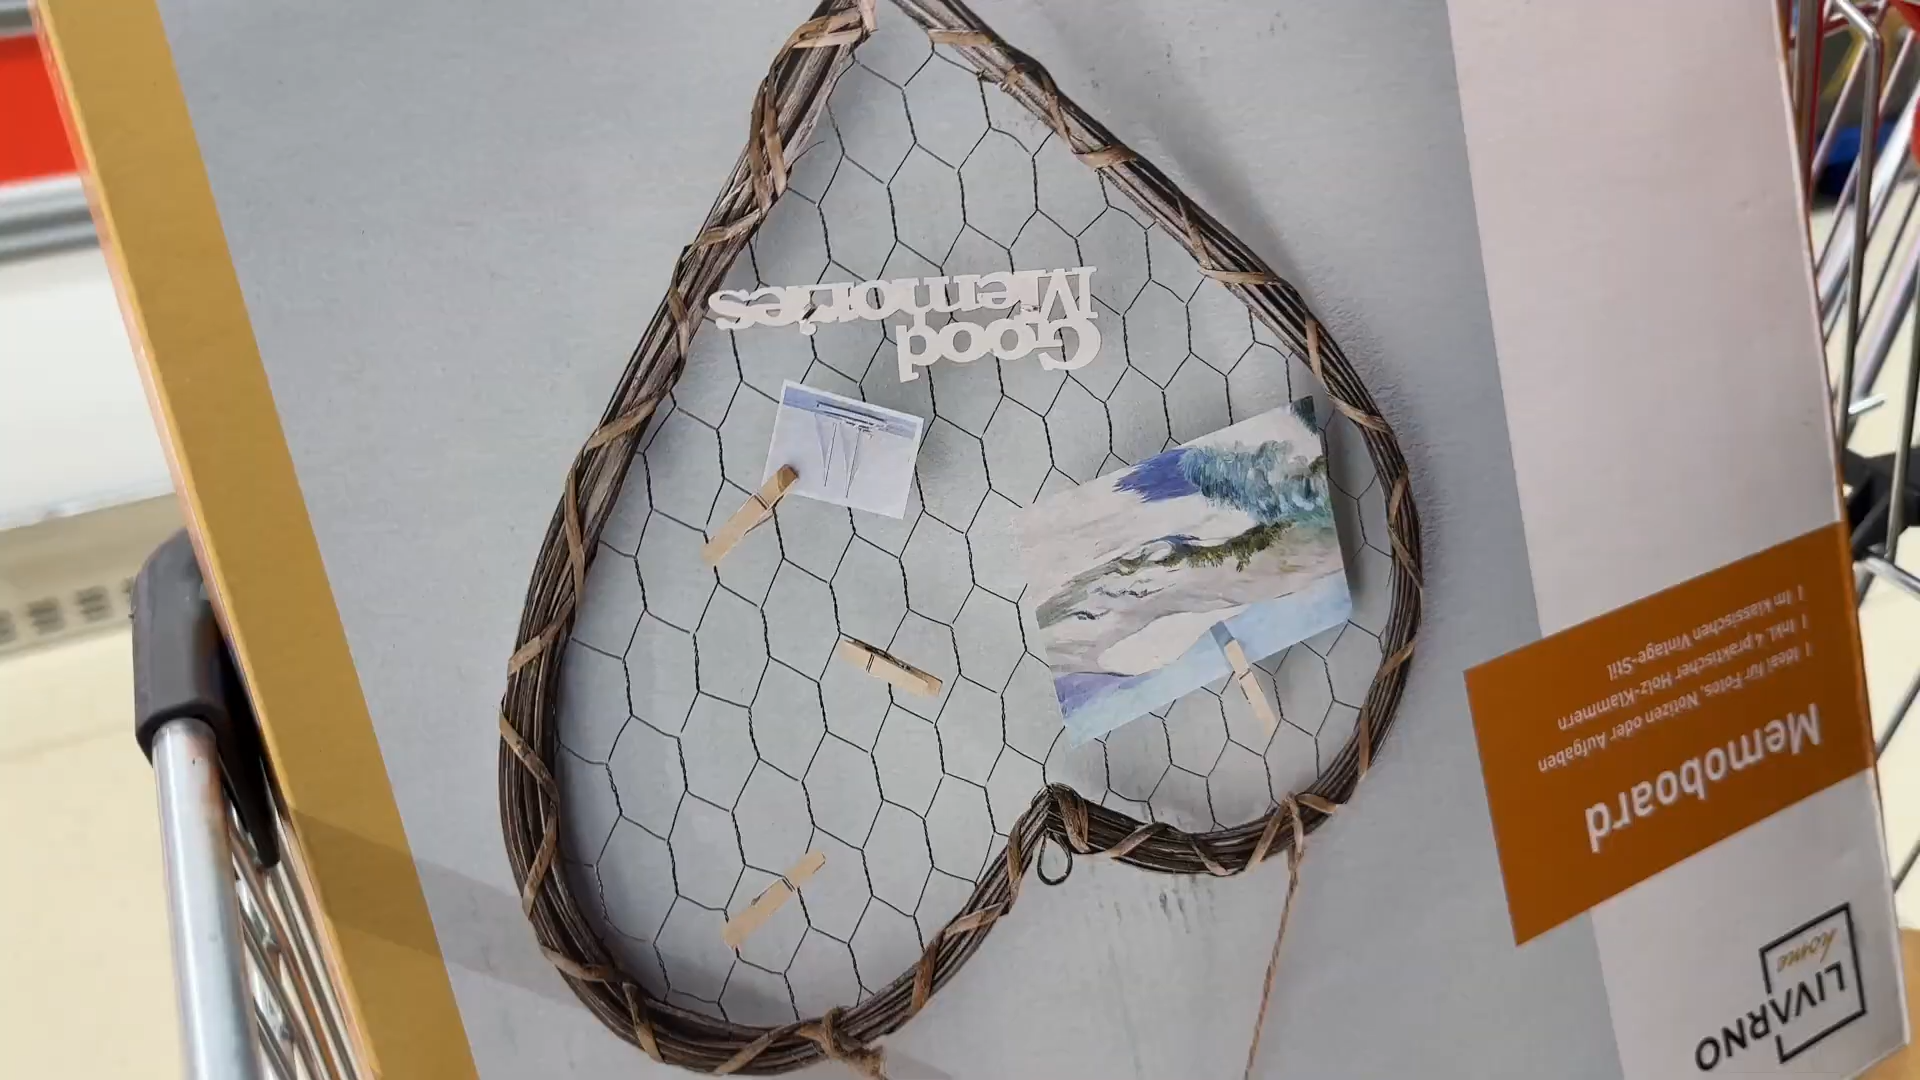 LIVARNO
home
Memoboard
| Ideal für Fotos, Notizen oder Aufgaben
| Inkl. 4 praktischer Holz-Klammern
| Im klassischen Vintage-Stil
Good
Memories